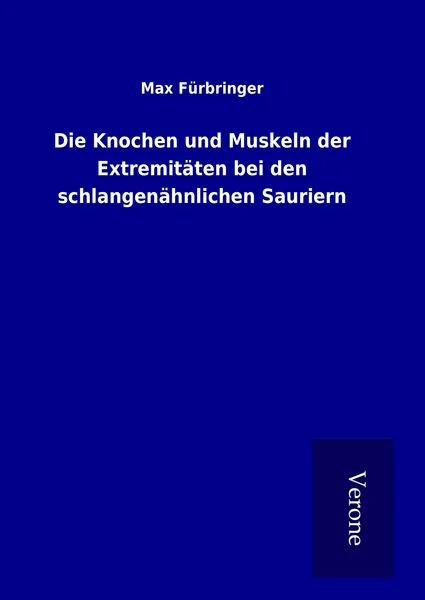 Max Fürbringer
Die Knochen und Muskeln der
Extremitäten bei den
schlangenähnlichen Sauriern
Verone